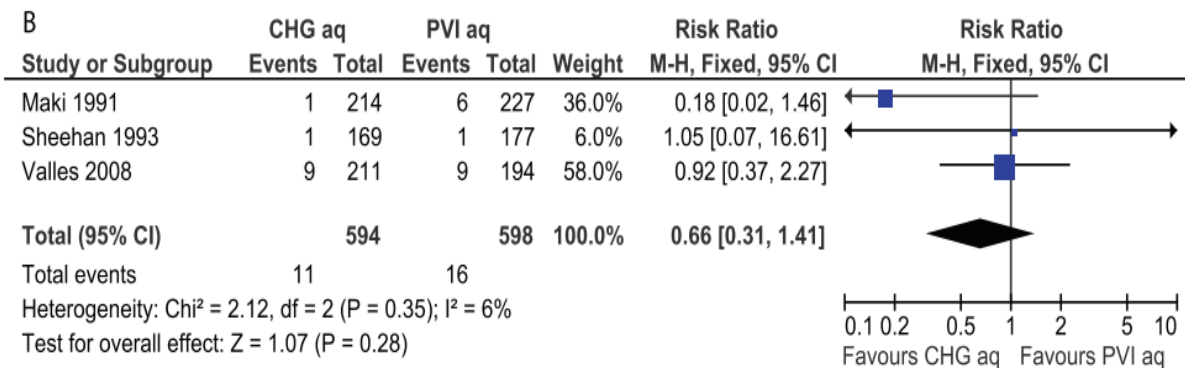 B
CHG aq PVI aq Risk Ratio Risk Ratio
Study or Subgroup Events Total Events Total Weight M-H, Fixed, 95% CI M-H, Fixed, 95% CI
Maki 1991 1 214 6 227 36.0% 0.18 [0.02, 1.46]
Sheehan 1993 1 169 1 177 6.0% 1.05 [0.07, 16.61]
Valles 2008 9 211 9 194 58.0% 0.92 [0.37, 2.27]
Total (95% CI) 594 598 100.0% 0.66 [0.31, 1.41]
Total events 11 16
Heterogeneity: Chi² = 2.12, df = 2 (P = 0.35); I² = 6%
Test for overall effect: Z = 1.07 (P = 0.28)
0.1 0.2 0.5 1 2 5 10
Favours CHG aq Favours PVI aq